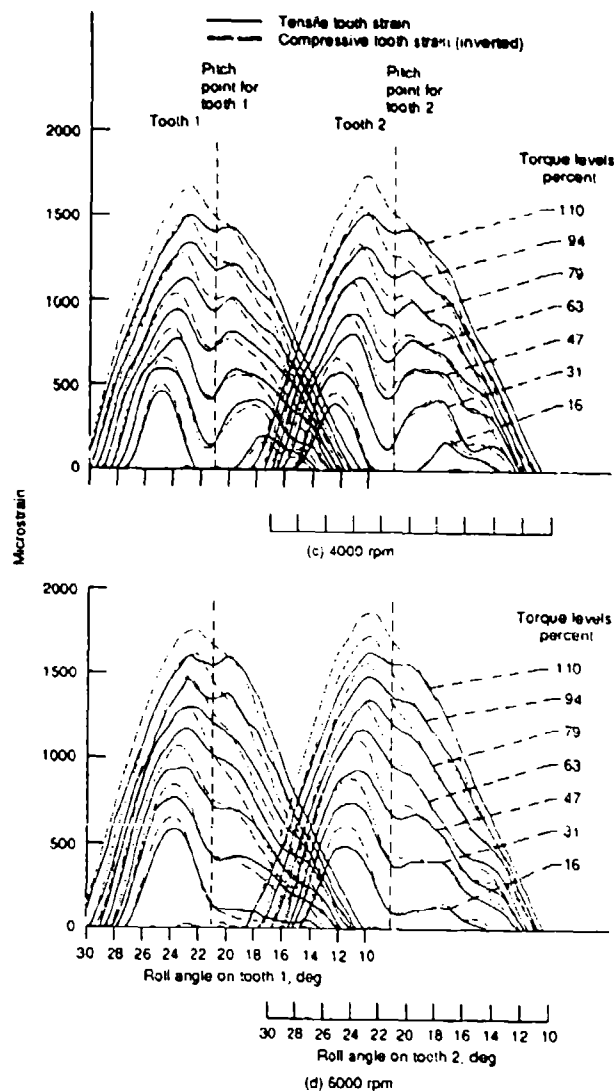 Tensile tooth strain
Compressive tooth strain (inverted)
Pitch
point for
tooth 1
Pitch
point for
tooth 2
Tooth 1
Tooth 2
Torque levels
percent
2000
1500
1000
500
0
110
94
79
63
47
31
16
Microstrain
(c) 4000 rpm
2000
1500
1000
500
0
Torque levels
percent
110
94
79
63
47
31
16
30 28 26 24 22 20 18 16 14 12 10
Roll angle on tooth 1, deg
30 28 26 24 22 20 18 16 14 12 10
Roll angle on tooth 2, deg
(d) 6000 rpm